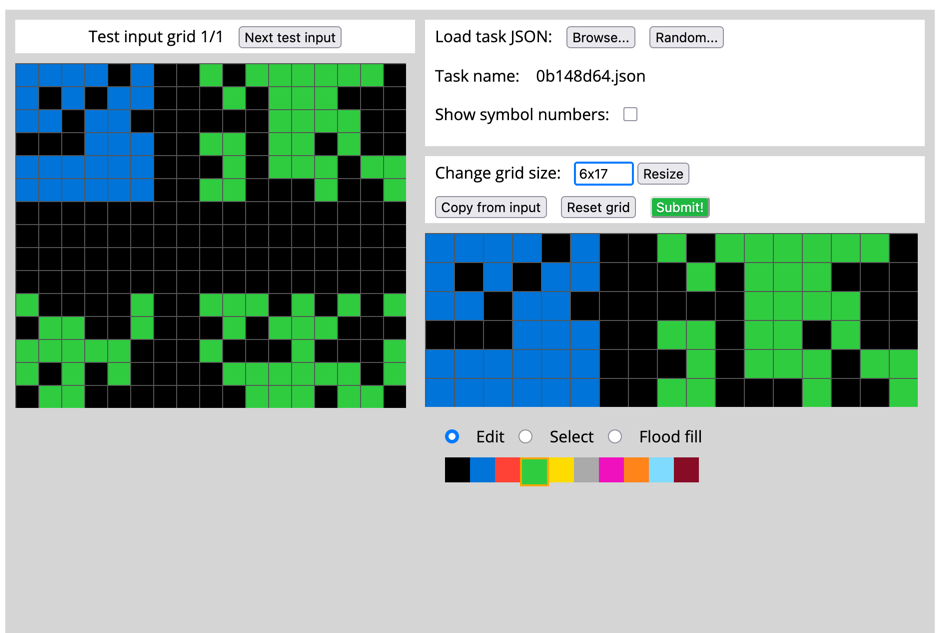 Test input grid 1/1 Next test input
Load task JSON: Browse... Random...
Task name: 0b148d64.json
Show symbol numbers:
Change grid size: 6x17 Resize
Copy from input Reset grid Submit!
Edit Select Flood fill